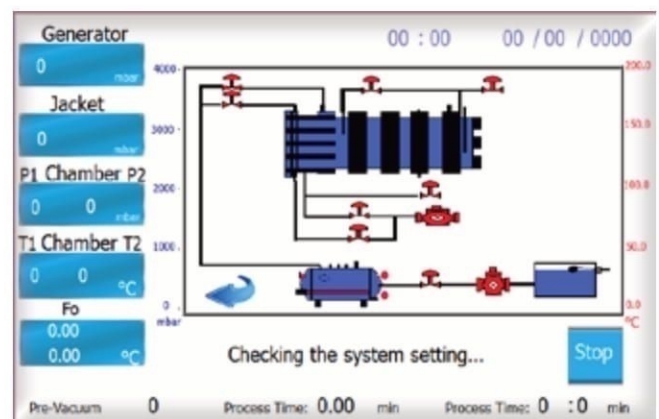 Generator
00 : 00 00 /00 / 0000
0
mbar
Jacket
0
mbar
P1 Chamber P2
0 0
mbar
T1 Chamber T2
0 0
°C
Fo
0.00
0.00 °C
4000
3000
2000
1000
0
mbar
200.0
150.0
100.0
50.0
0.0
°C
Checking the system setting...
Stop
Pre-Vacuum 0 Process Time: 0.00 min Process Time: 0 :0 min